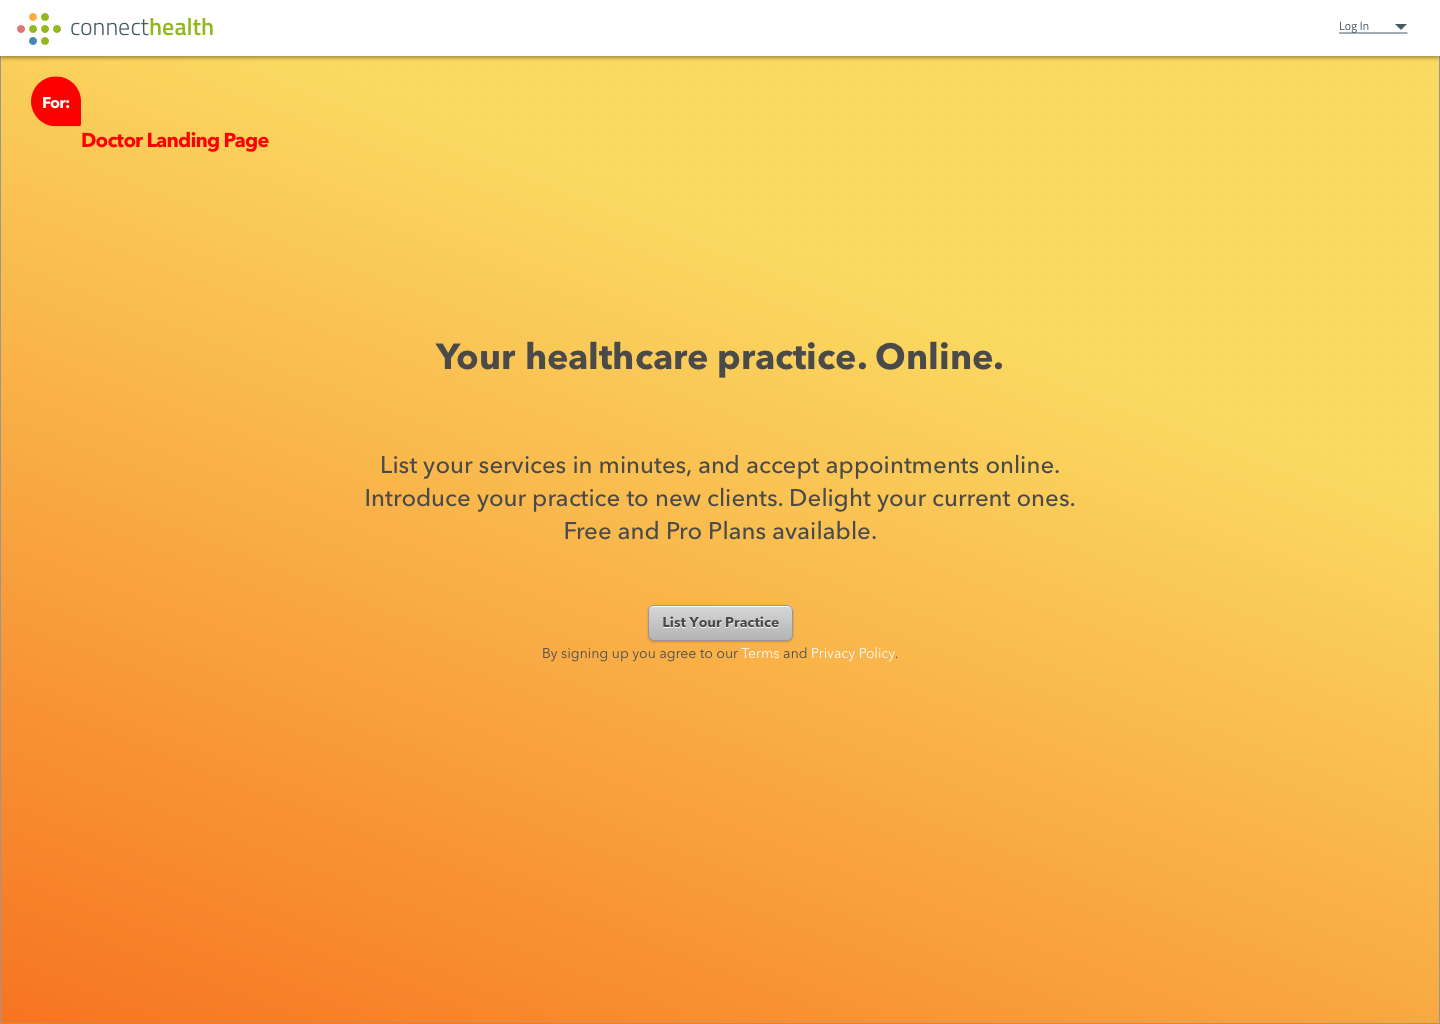 connecthealth
Log In
For:
Doctor Landing Page
Your healthcare practice. Online.
List your services in minutes, and accept appointments online.
Introduce your practice to new clients. Delight your current ones.
Free and Pro Plans available.
List Your Practice
By signing up you agree to our Terms and Privacy Policy.